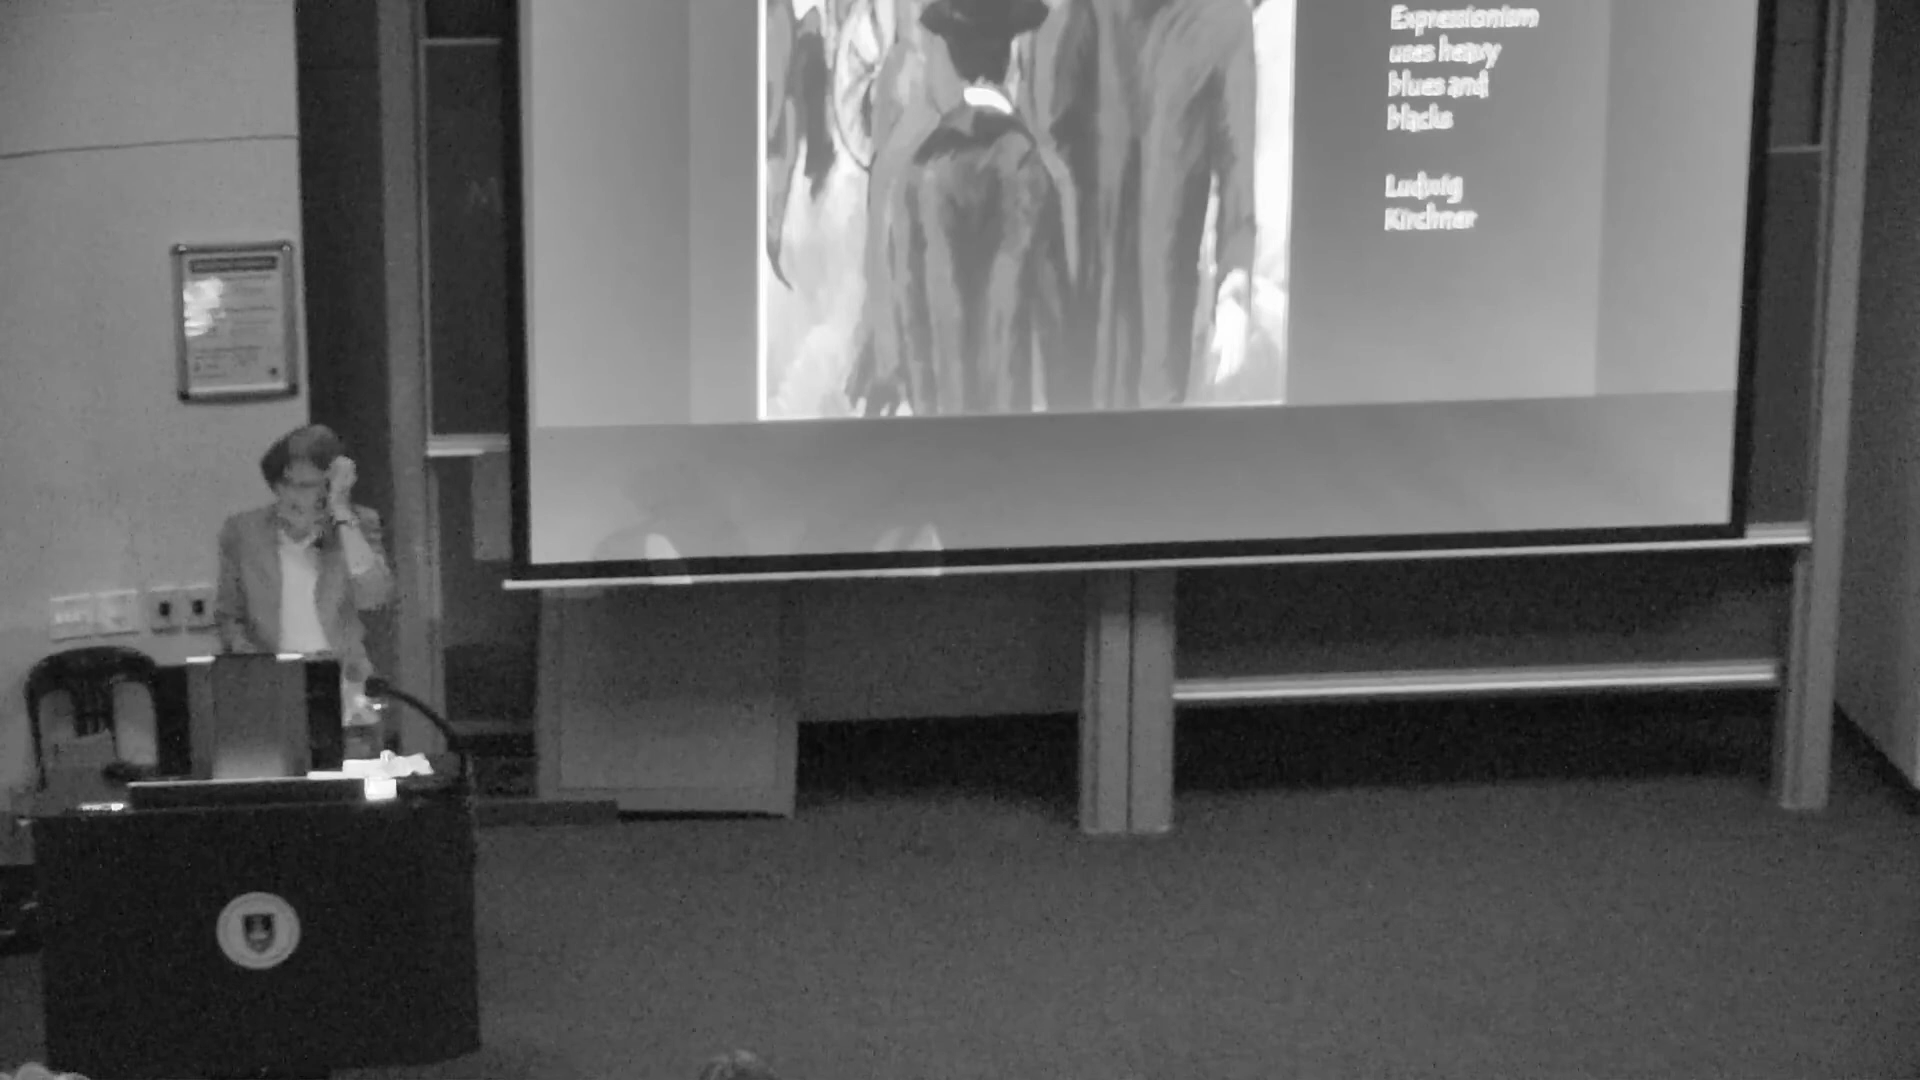 Expressionism
uses heavy
blues and
blacks
Ludwig
Kirchner